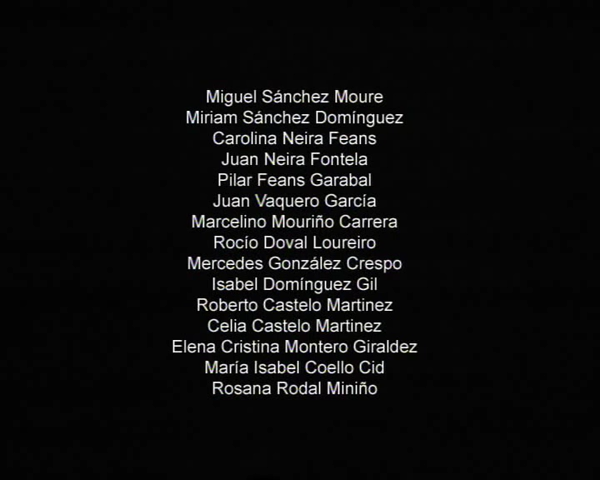 Miguel Sánchez Moure
Miriam Sánchez Domínguez
Carolina Neira Feans
Juan Neira Fontela
Pilar Feans Garabal
Juan Vaquero García
Marcelino Mouriño Carrera
Rocío Doval Loureiro
Mercedes González Crespo
Isabel Domínguez Gil
Roberto Castelo Martinez
Celia Castelo Martinez
Elena Cristina Montero Giraldez
María Isabel Coello Cid
Rosana Rodal Miniño